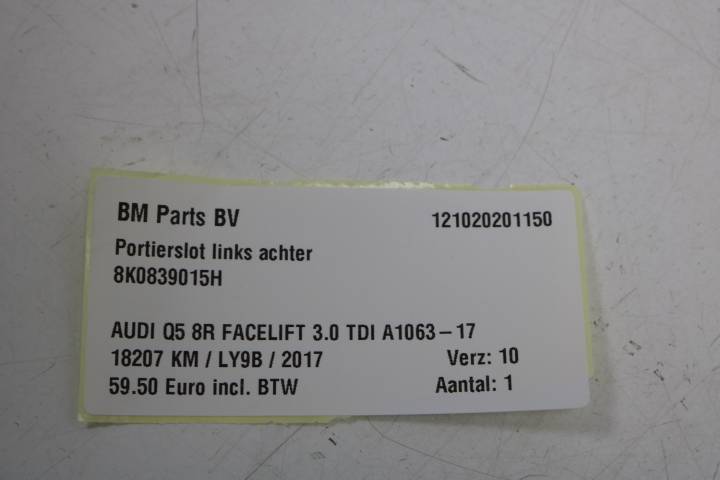 BM Parts BV 121020201150
Portierslot links achter
8K0839015H
AUDI Q5 8R FACELIFT 3.0 TDI A1063-17
18207 KM / LY9B / 2017 Verz: 10
59.50 Euro incl. BTW Aantal: 1